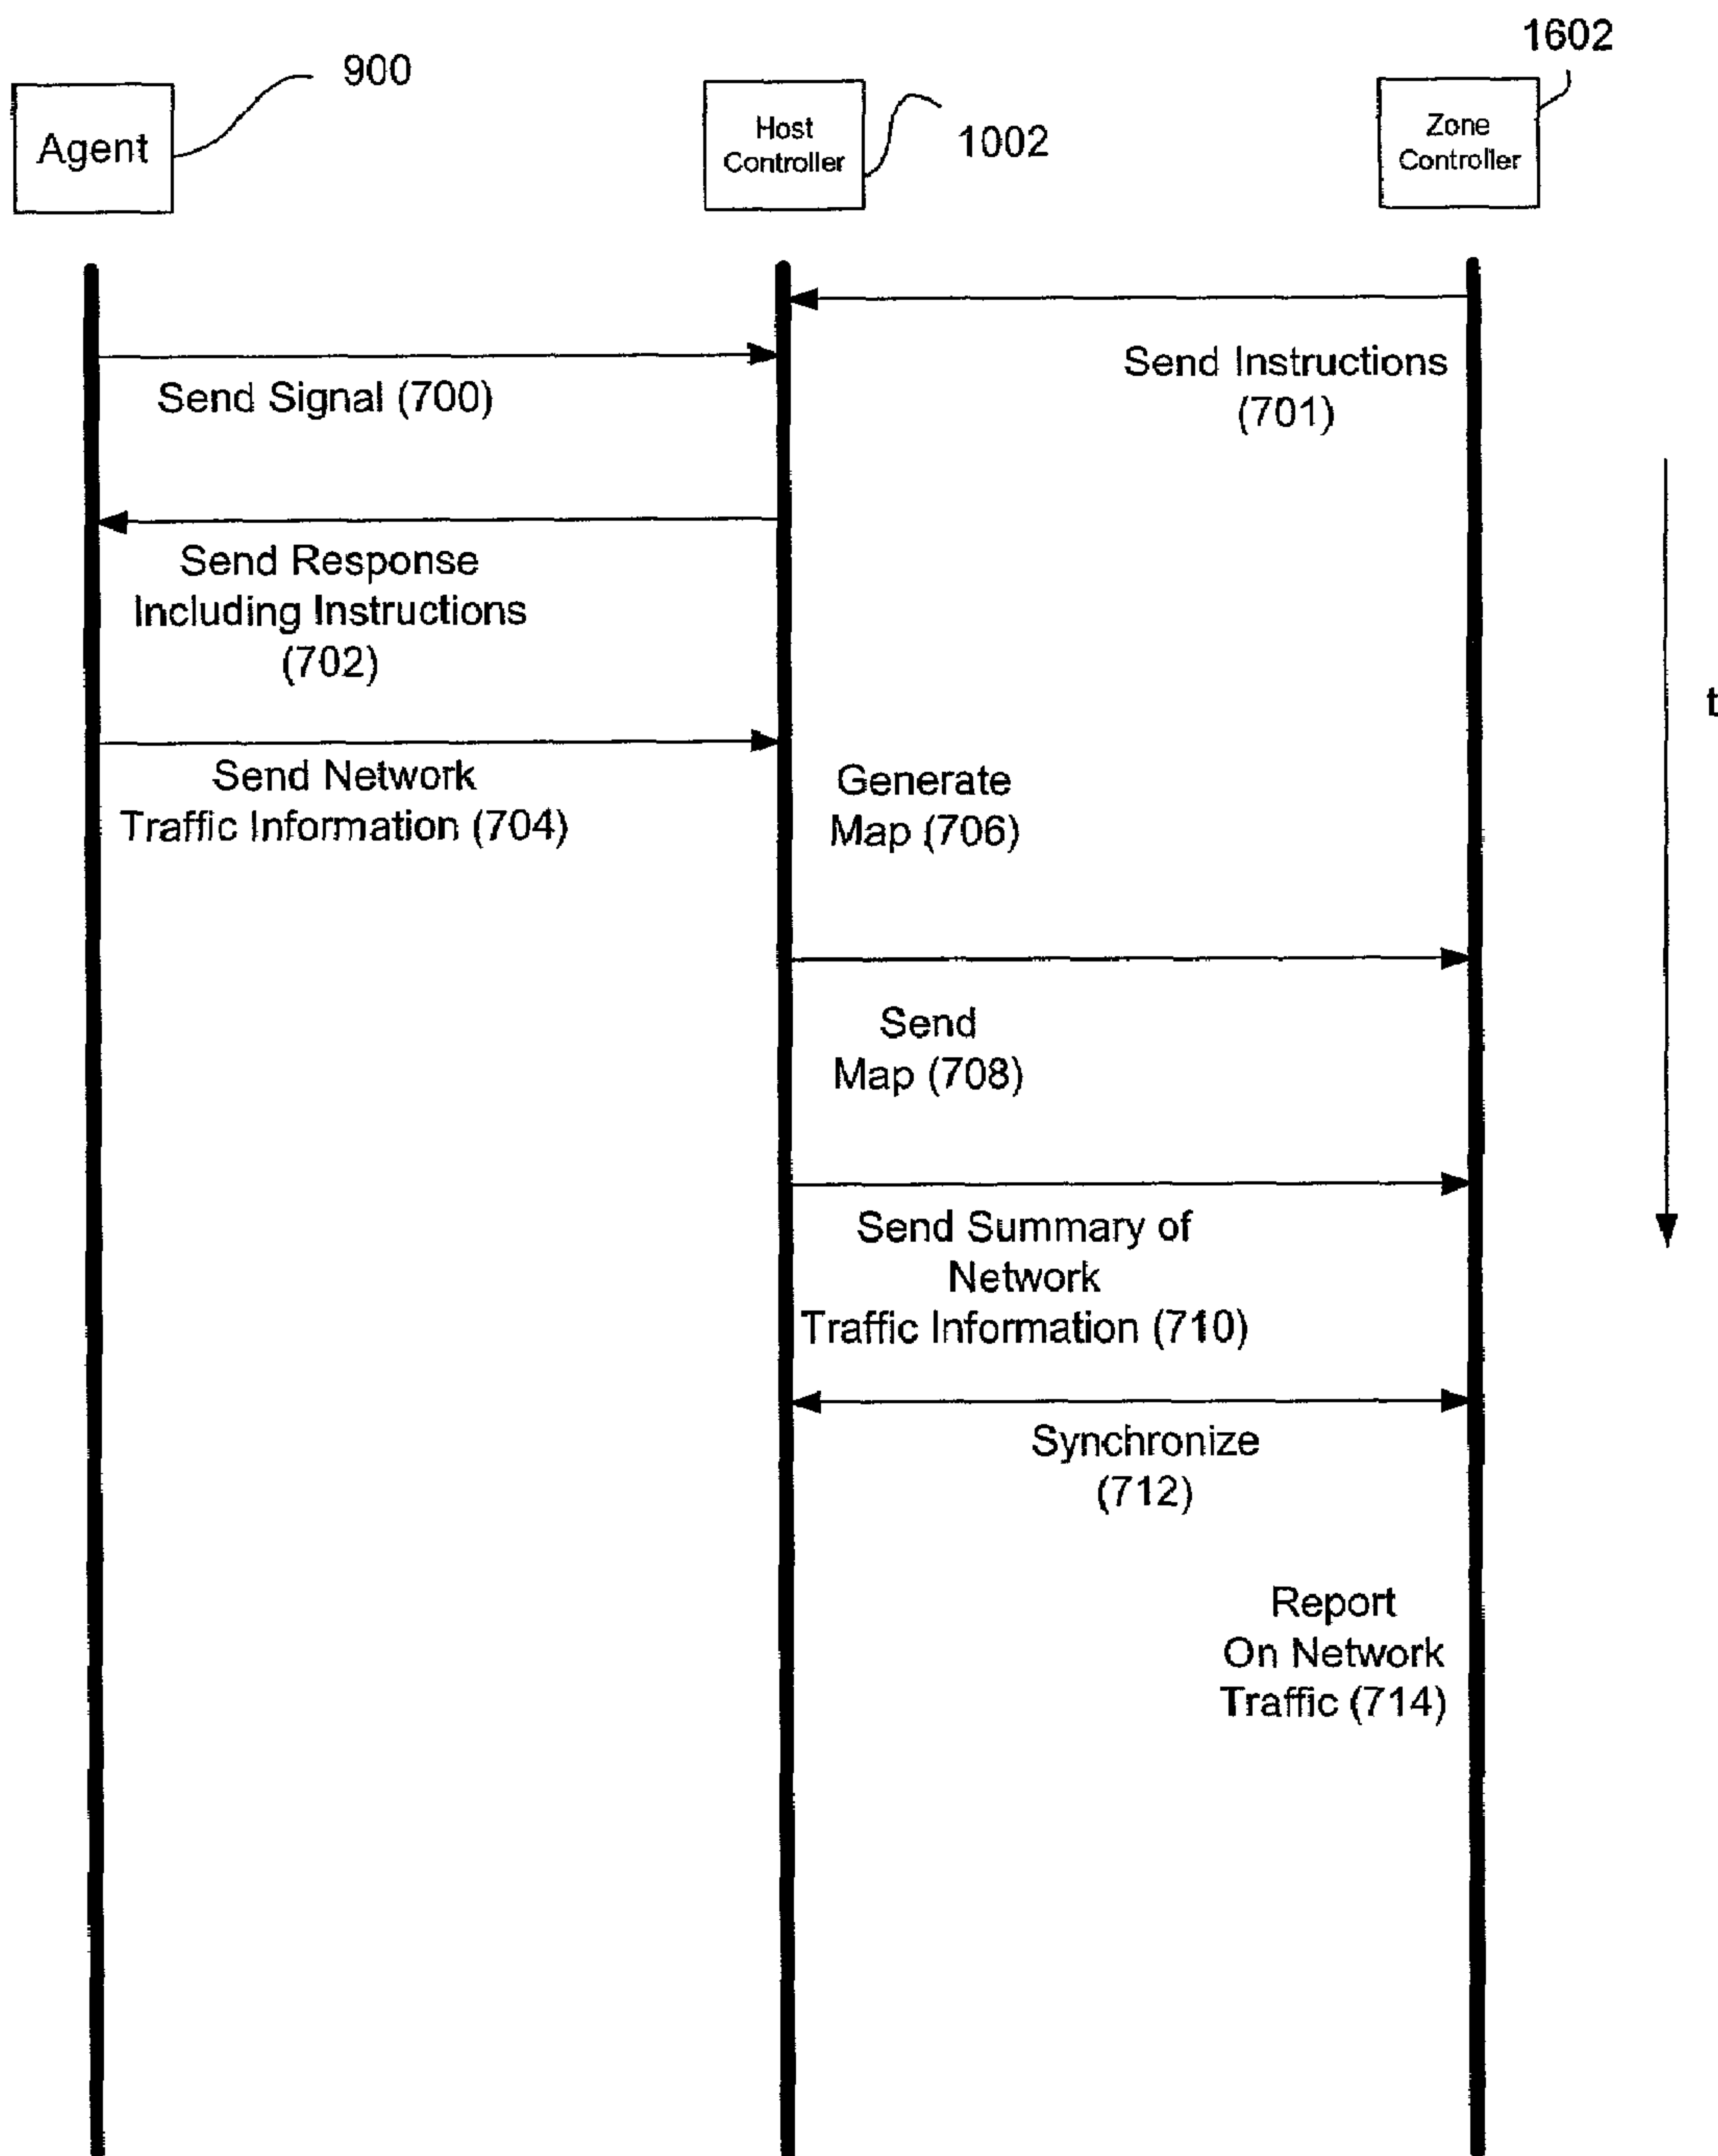 1602
900
Agent
Host
Controller
1002
Zone
Controller
Send Instructions
(701)
Send Signal (700)
Send Response
Including Instructions
(702)
t
Send Network
Traffic Information (704)
Generate
Map (706)
Send
Map (708)
Send Summary of
Network
Traffic Information (710)
Synchronize
(712)
Report
On Network
Traffic (714)